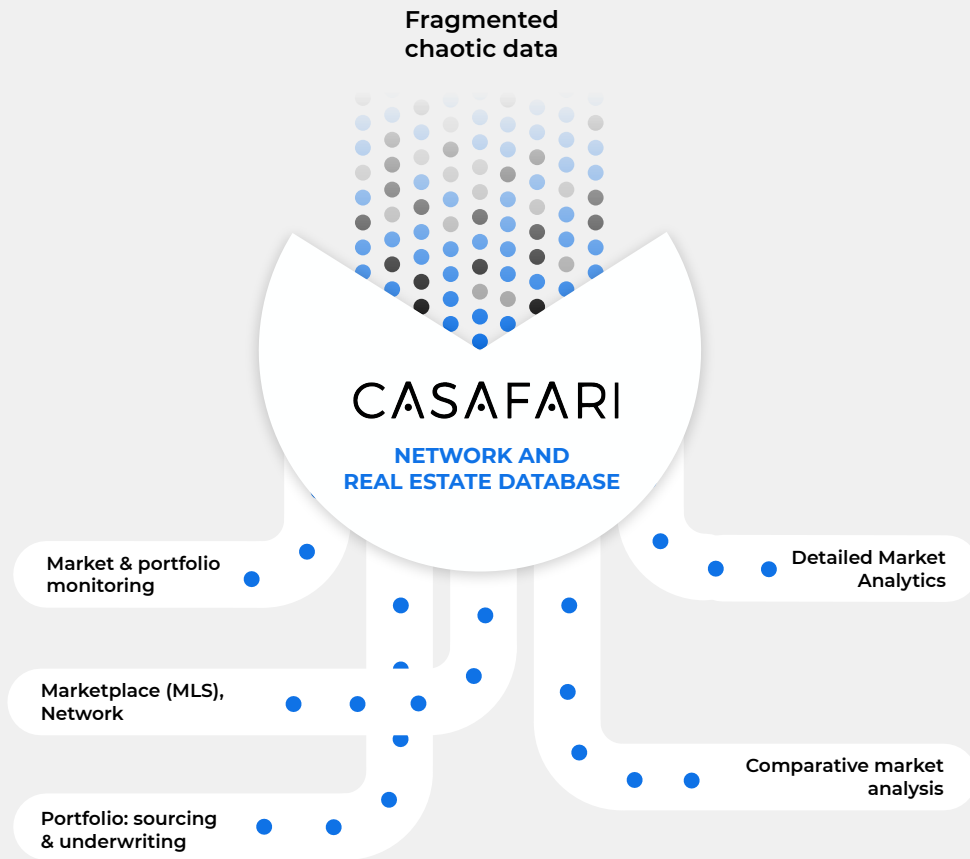 Fragmented
chaotic data
CASAFARI
NETWORK AND
REAL ESTATE DATABASE
Market & portfolio
monitoring
Detailed Market
Analytics
Marketplace (MLS),
Network
Comparative market
analysis
Portfolio: sourcing
& underwriting